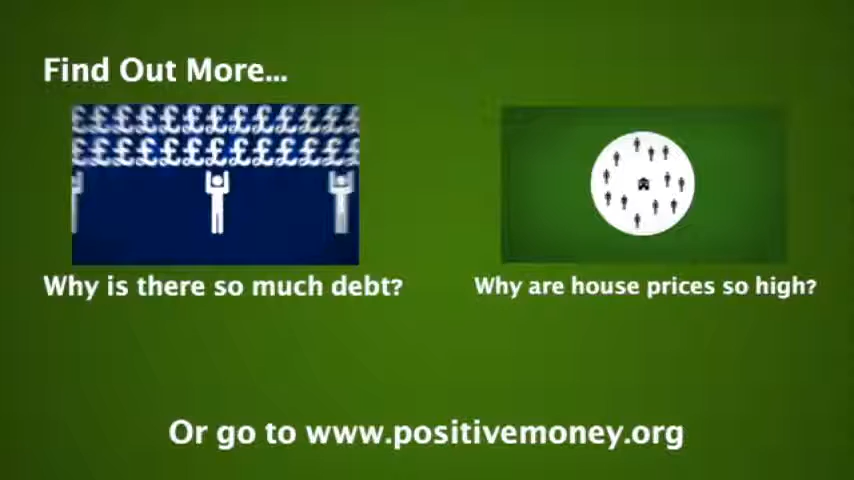 Find Out More...
££££££££££££
££££££££££££
Why is there so much debt?
Why are house prices so high?
Or go to www.positivemoney.org